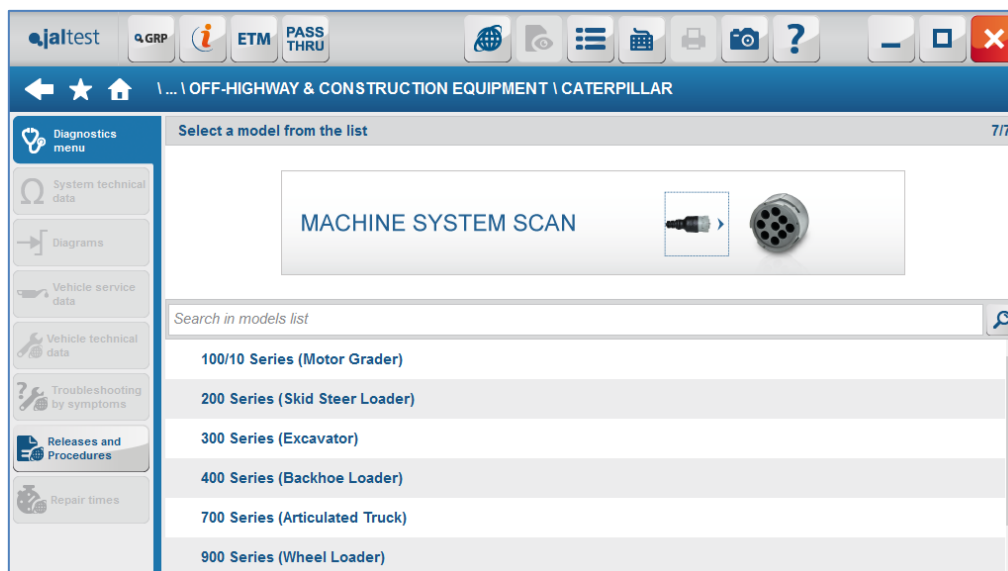 jaltest
GRP
i
ETM
PASS
THRU
?
\ ... \ OFF-HIGHWAY & CONSTRUCTION EQUIPMENT \ CATERPILLAR
Diagnostics
menu
System technical
data
Diagrams
Vehicle service
data
Vehicle technical
data
Troubleshooting
by symptoms
Releases and
Procedures
Repair times
Select a model from the list
7/7
MACHINE SYSTEM SCAN
Search in models list
100/10 Series (Motor Grader)
200 Series (Skid Steer Loader)
300 Series (Excavator)
400 Series (Backhoe Loader)
700 Series (Articulated Truck)
900 Series (Wheel Loader)